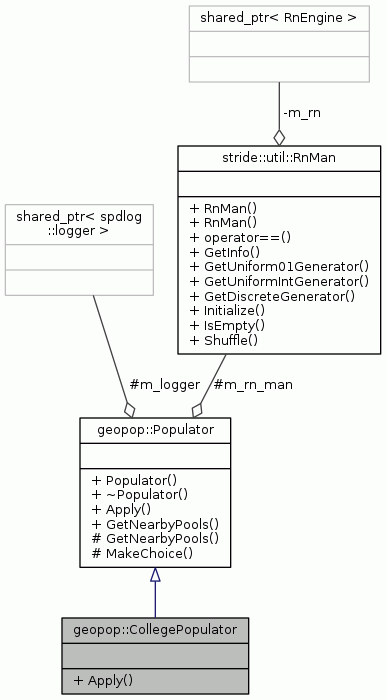 shared_ptr< RnEngine >
-m_rn
stride::util::RnMan
+ RnMan()
+ RnMan()
+ operator==()
+ GetInfo()
+ GetUniform01Generator()
+ GetUniformIntGenerator()
+ GetDiscreteGenerator()
+ Initialize()
+ IsEmpty()
+ Shuffle()
shared_ptr< spdlog
::logger >
#m_logger
#m_rn_man
geopop::Populator
+ Populator()
+ ~Populator()
+ Apply()
+ GetNearbyPools()
# GetNearbyPools()
# MakeChoice()
geopop::CollegePopulator
+ Apply()